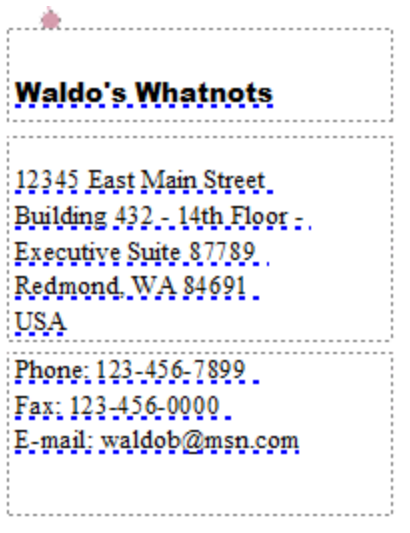 Waldo's Whatnots
12345 East Main Street
Building 432 - 14th Floor -
Executive Suite 87789
Redmond, WA 84691
USA
Phone: 123-456-7899
Fax: 123-456-0000
E-mail: waldob@msn.com